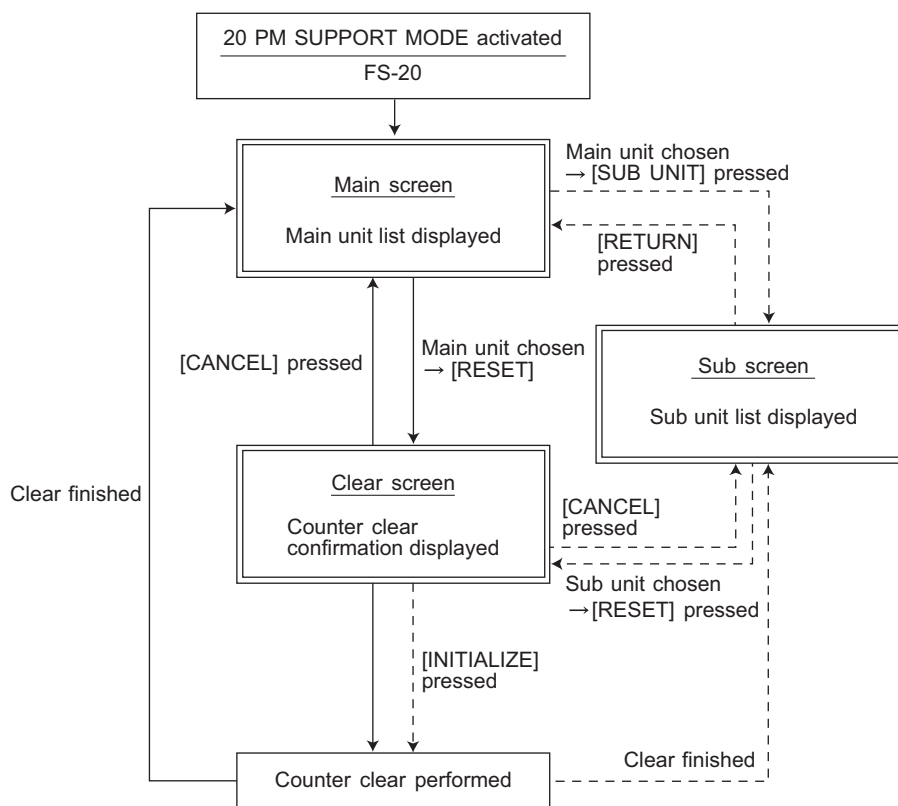 20 PM SUPPORT MODE activated
FS-20
Main screen
Main unit list displayed
Main unit chosen
→ [SUB UNIT] pressed
[RETURN]
pressed
[CANCEL] pressed
Main unit chosen
→ [RESET]
Sub screen
Sub unit list displayed
Clear finished
Clear screen
Counter clear
confirmation displayed
[CANCEL]
pressed
Sub unit chosen
→[RESET] pressed
[INITIALIZE]
pressed
Clear finished
Counter clear performed